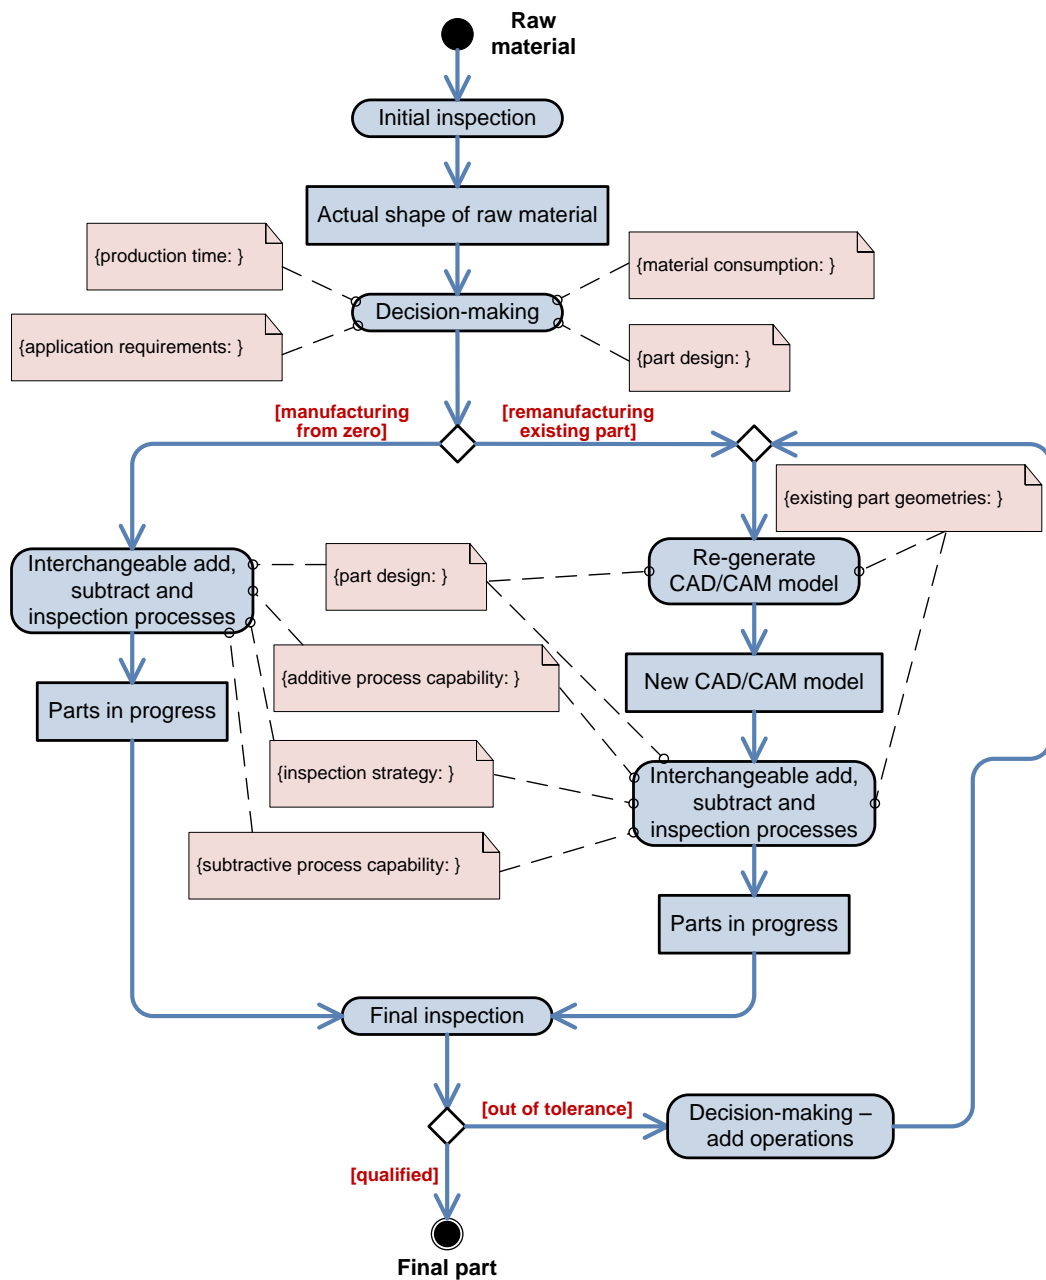 Raw
material
Initial inspection
Actual shape of raw material
{production time: }
{material consumption: }
Decision-making
{application requirements: }
{part design: }
[manufacturing
from zero]
[remanufacturing
existing part]
{existing part geometries: }
Interchangeable add,
subtract and
inspection processes
{part design: }
Re-generate
CAD/CAM model
{additive process capability: }
New CAD/CAM model
Parts in progress
{inspection strategy: }
Interchangeable add,
subtract and
inspection processes
{subtractive process capability: }
Parts in progress
Final inspection
[out of tolerance]
Decision-making –
add operations
[qualified]
Final part